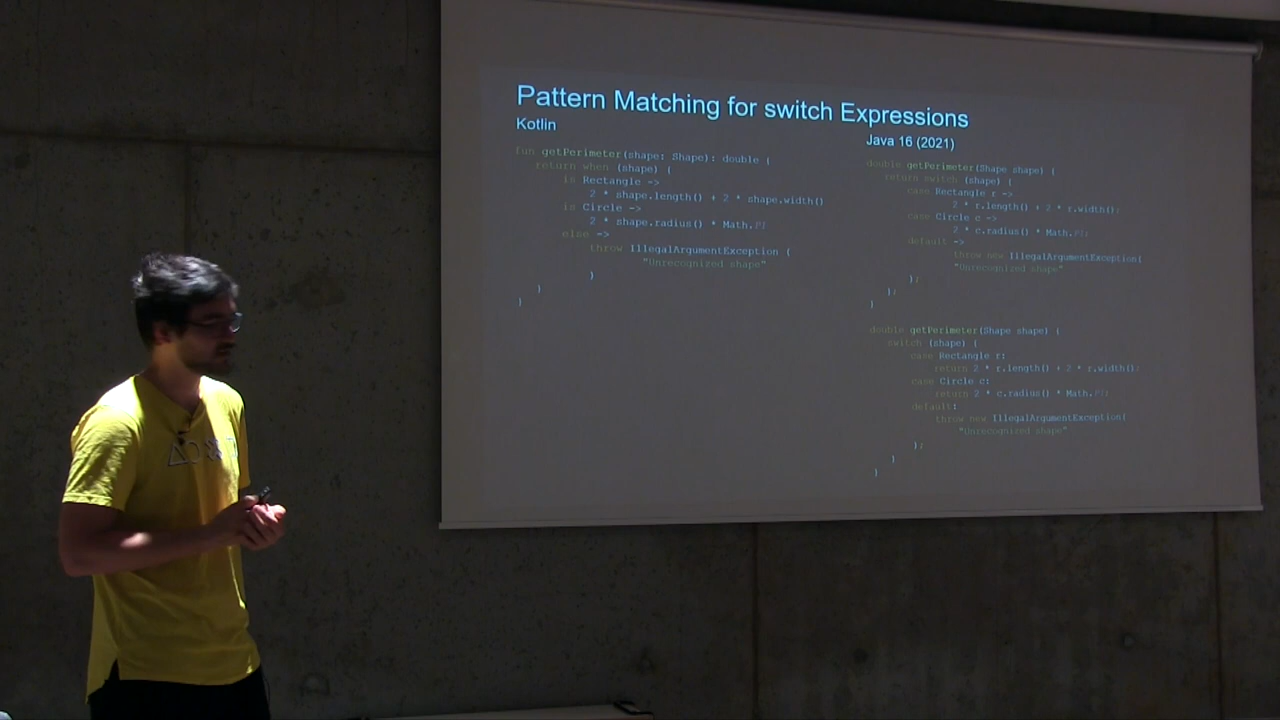 Pattern Matching for switch Expressions
Kotlin
fun getPerimeter(shape: Shape): double {
return when (shape) {
is Rectangle ->
2 * shape.length() + 2 * shape.width()
is Circle ->
2 * shape.radius() * Math.PI
else ->
throw IllegalArgumentException (
"Unrecognized shape"
)
}
}
Java 16 (2021)
double getPerimeter(Shape shape) {
return switch (shape) {
case Rectangle r ->
2 * r.length() + 2 * r.width();
case Circle c ->
2 * c.radius() * Math.PI;
default ->
throw new IllegalArgumentException(
"Unrecognized shape"
);
};
}
double getPerimeter(Shape shape) {
switch (shape) {
case Rectangle r:
return 2 * r.length() + 2 * r.width();
case Circle c:
return 2 * c.radius() * Math.PI;
default:
throw new IllegalArgumentException(
"Unrecognized shape"
);
}
}